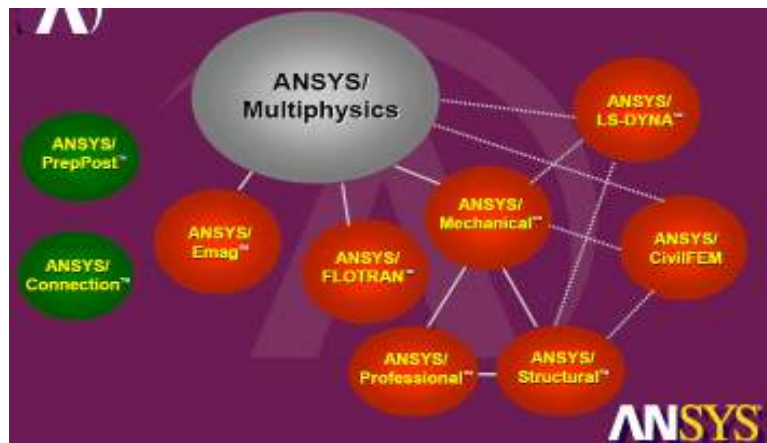 ANSYS/
Multiphysics
ANSYS/
LS-DYNA™
ANSYS/
PrepPost™
ANSYS/
Mechanical™
ANSYS/
Emag™
ANSYS/
FLOTRAN™
ANSYS/
CivilFEM
ANSYS/
Connection™
ANSYS/
Professional™
ANSYS/
Structural™
ANSYS